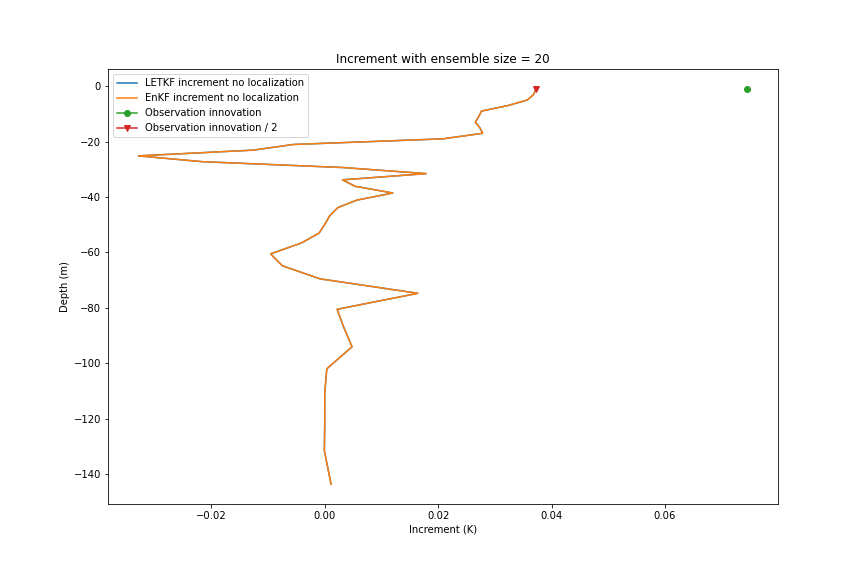 Increment with ensemble size = 20
LETKF increment no localization
EnKF increment no localization
Observation innovation
Observation innovation / 2
0
−20
−40
−60
−80
−100
−120
−140
Depth (m)
−0.02
0.00
0.02
0.04
0.06
Increment (K)